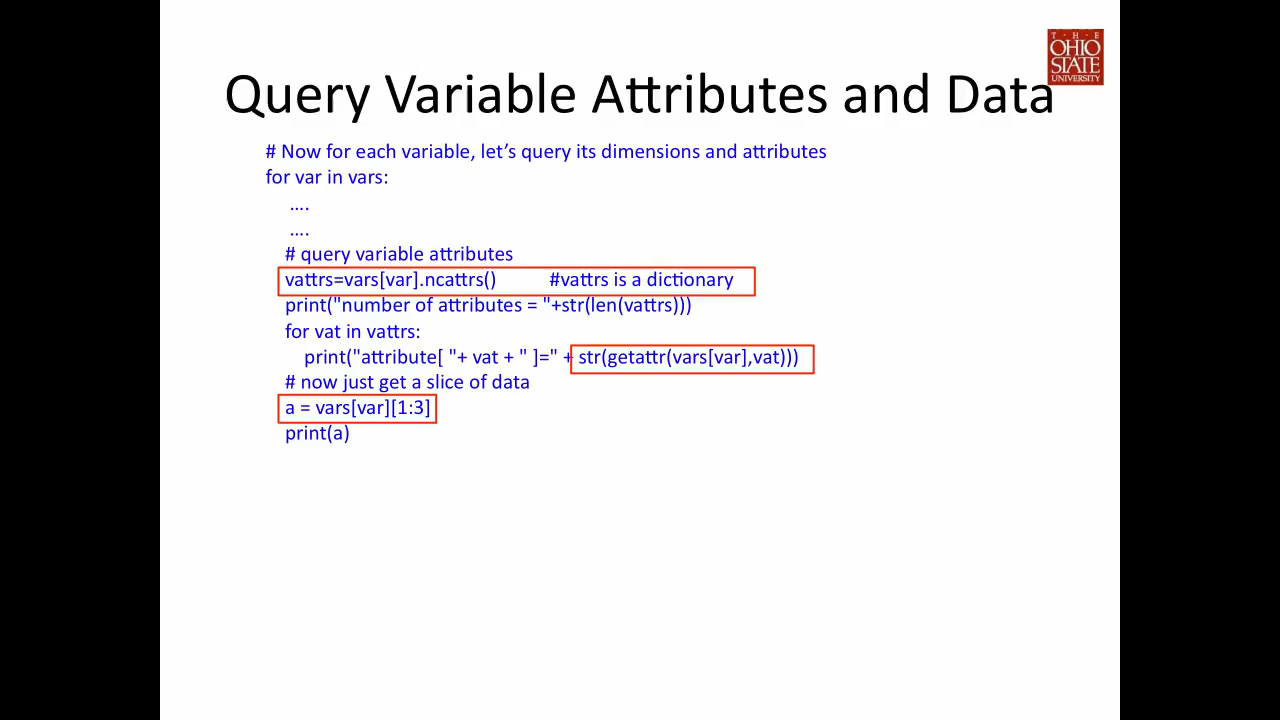 T · H · E
OHIO
STATE
UNIVERSITY
Query Variable Attributes and Data
# Now for each variable, let’s query its dimensions and attributes
for var in vars:
….
….
# query variable attributes
vattrs=vars[var].ncattrs() #vattrs is a dictionary
print("number of attributes = "+str(len(vattrs)))
for vat in vattrs:
print("attribute[ "+ vat + " ]=" + str(getattr(vars[var],vat)))
# now just get a slice of data
a = vars[var][1:3]
print(a)